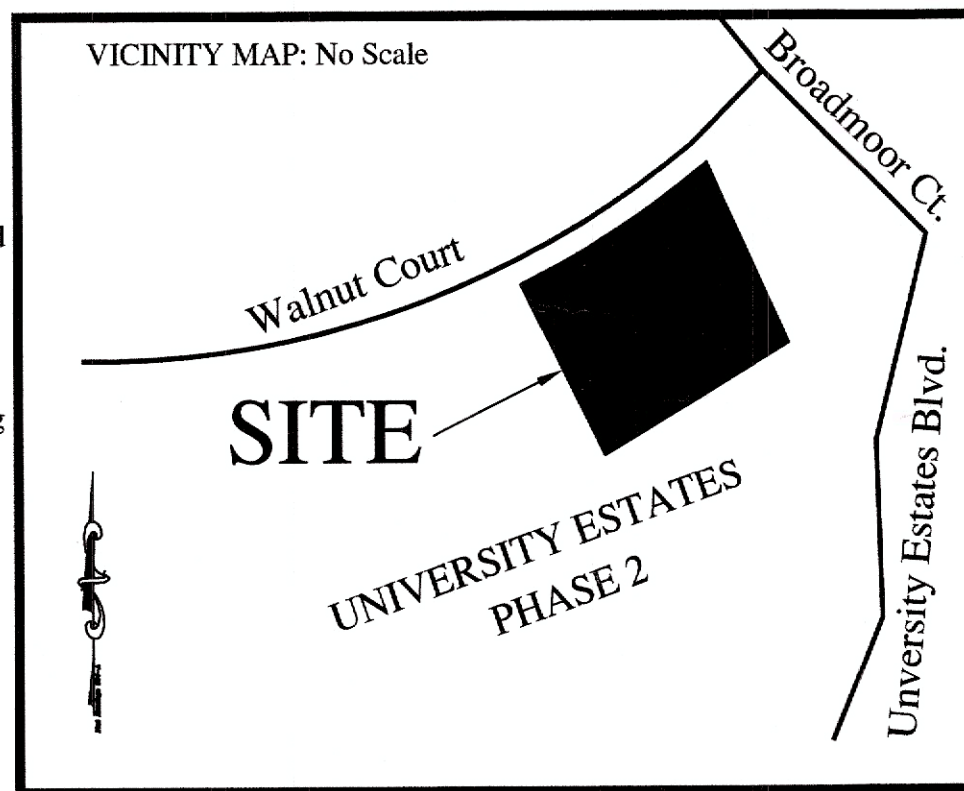 VICINITY MAP: No Scale
Broadmoor Ct.
Walnut Court
SITE
UNIVERSITY ESTATES
PHASE 2
Unversity Estates Blvd.